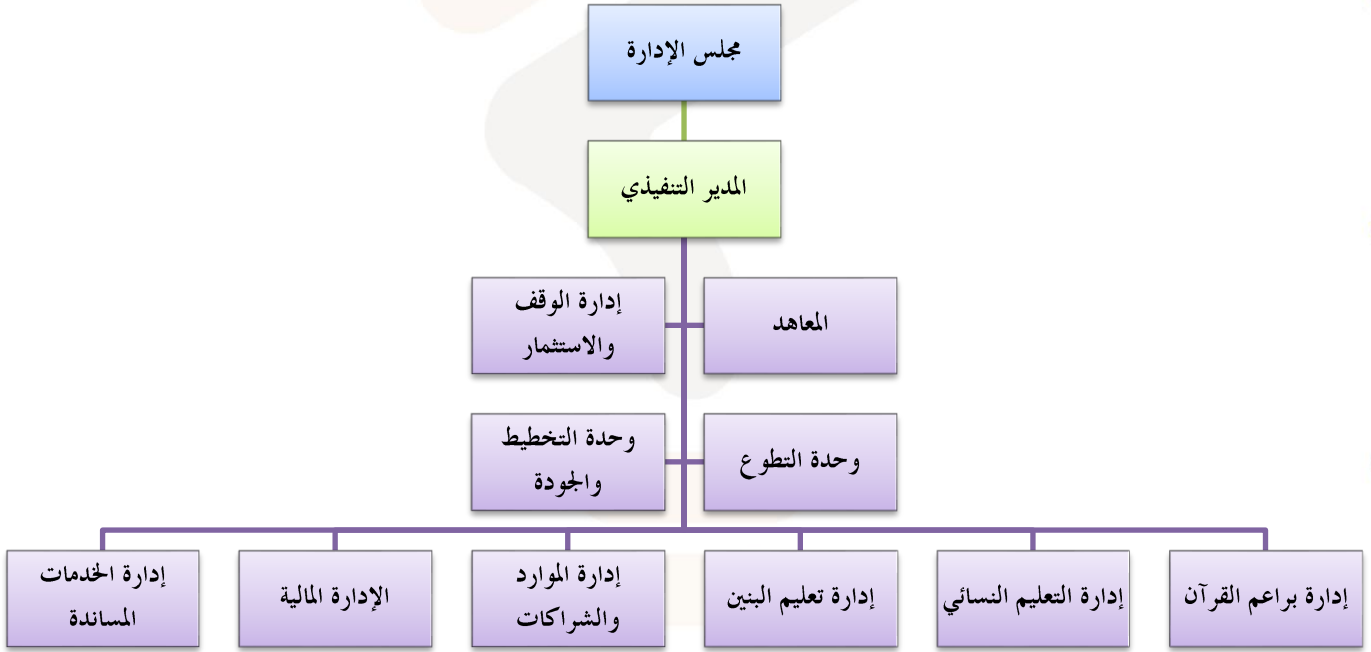 مجلس الإدارة
المدير التنفيذي
المعاهد
إدارة الوقف
والاستثمار
وحدة التطوع
وحدة التخطيط
والجودة
إدارة براعم القرآن
إدارة التعليم النسائي
إدارة تعليم البنين
إدارة الموارد
والشراكات
الإدارة المالية
إدارة الخدمات
المساندة